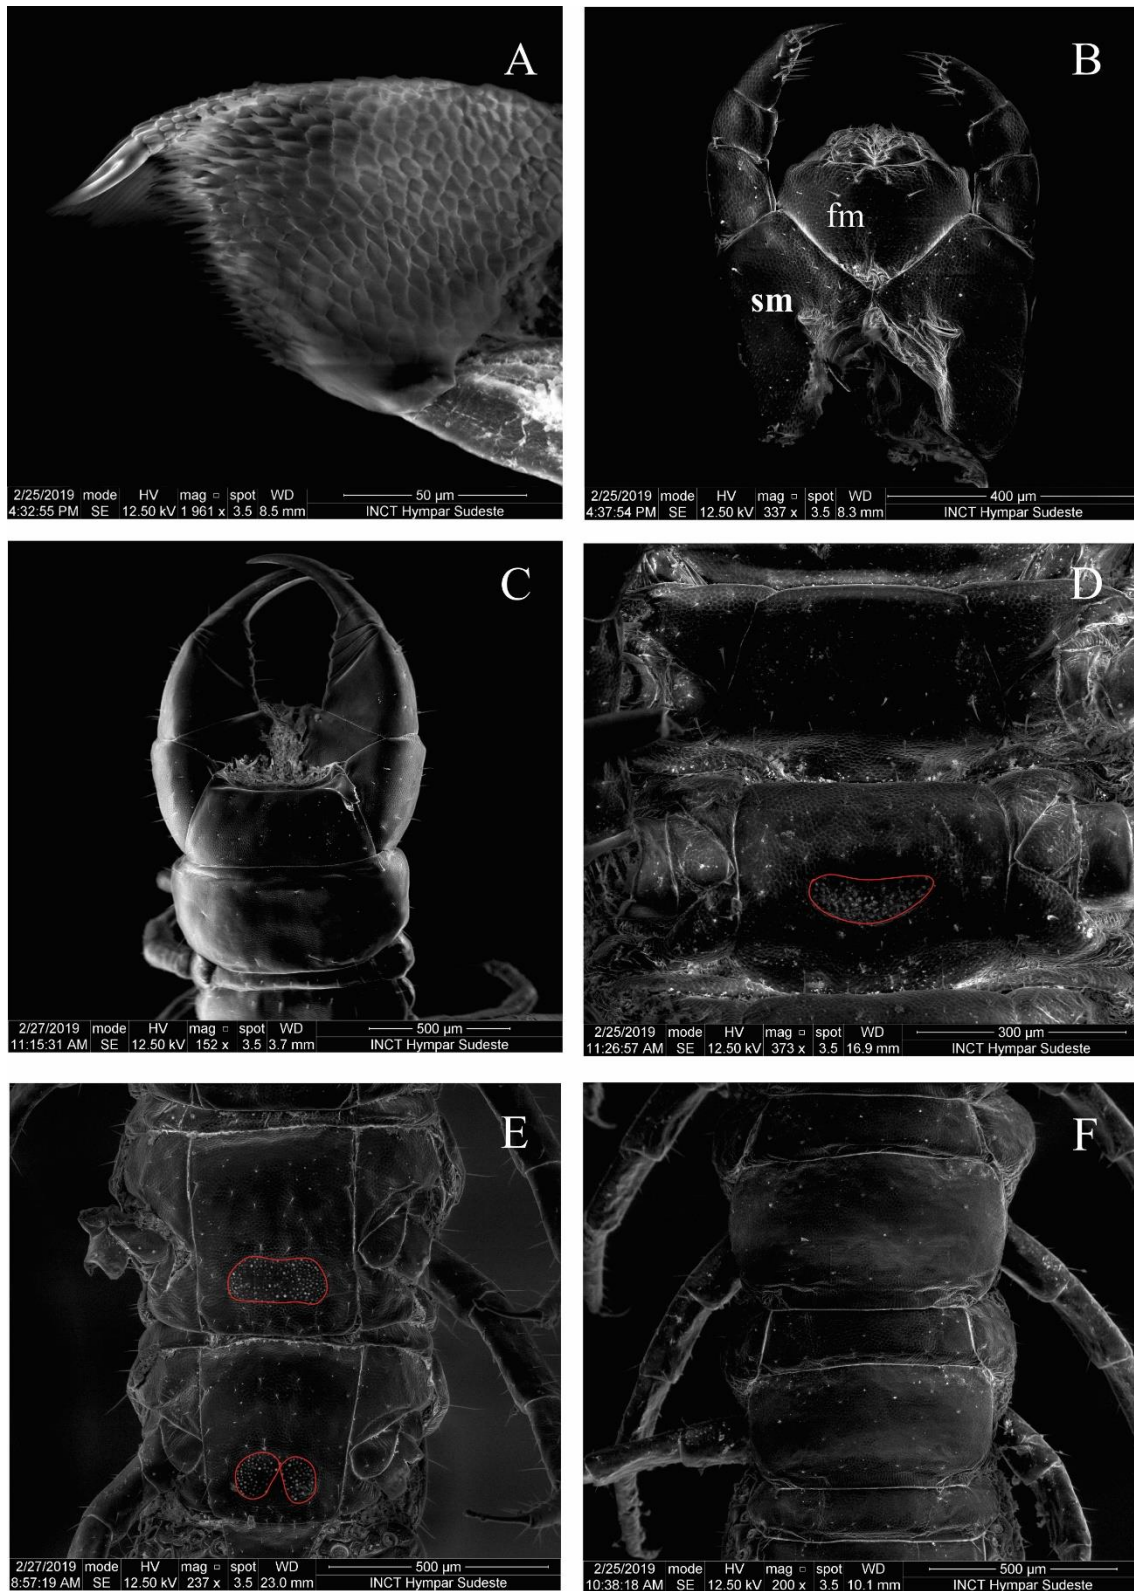 A
2/25/2019 mode HV mag □ spot WD 50 µm
4:32:55 PM SE 12.50 kV 1 961 x 3.5 8.5 mm INCT Hympar Sudeste
B
fm
sm
2/25/2019 mode HV mag □ spot WD 400 µm
4:37:54 PM SE 12.50 kV 337 x 3.5 8.3 mm INCT Hympar Sudeste
C
2/27/2019 mode HV mag □ spot WD 500 µm
11:15:31 AM SE 12.50 kV 152 x 3.5 3.7 mm INCT Hympar Sudeste
D
2/25/2019 mode HV mag □ spot WD 300 µm
11:26:57 AM SE 12.50 kV 373 x 3.5 16.9 mm INCT Hympar Sudeste
E
2/27/2019 mode HV mag □ spot WD 500 µm
8:57:19 AM SE 12.50 kV 237 x 3.5 23.0 mm INCT Hympar Sudeste
F
2/25/2019 mode HV mag □ spot WD 500 µm
10:38:18 AM SE 12.50 kV 200 x 3.5 10.1 mm INCT Hympar Sudeste